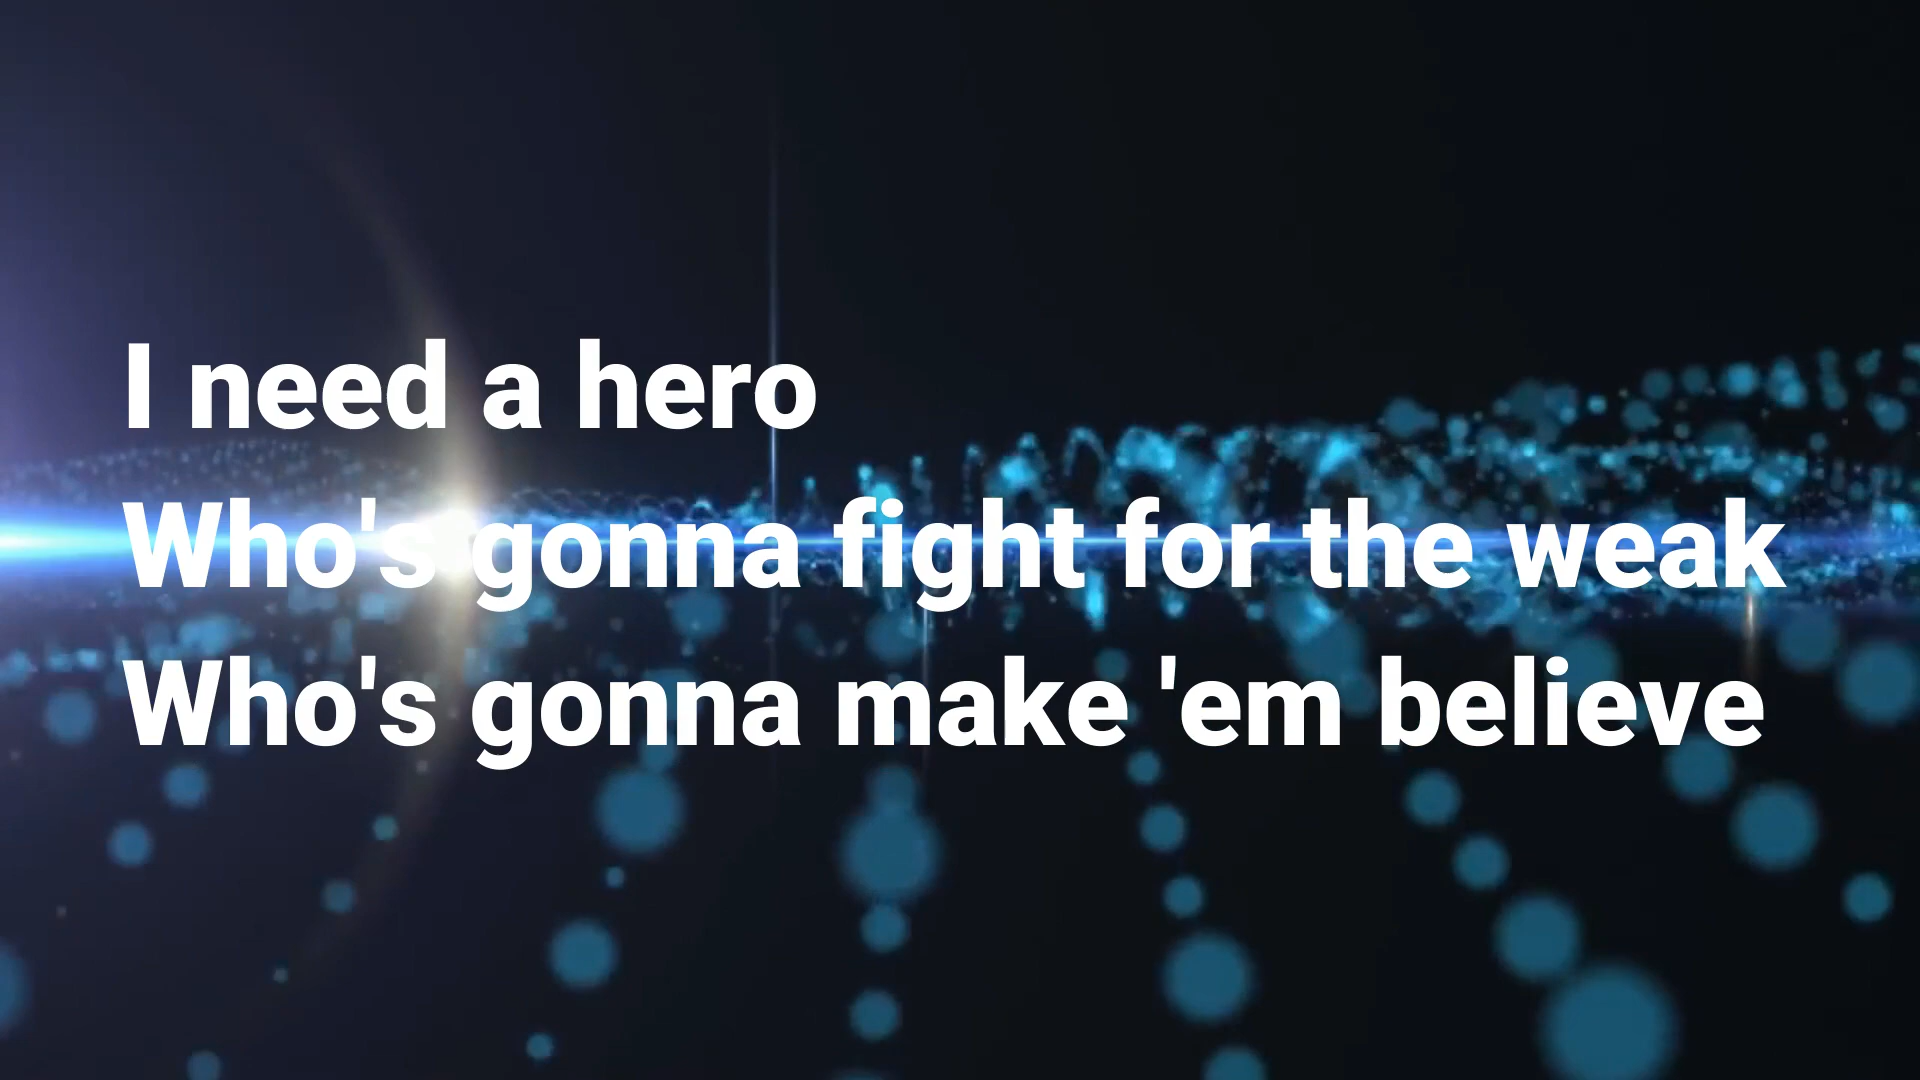 I need a hero
Who's gonna fight for the weak
Who's gonna make 'em believe